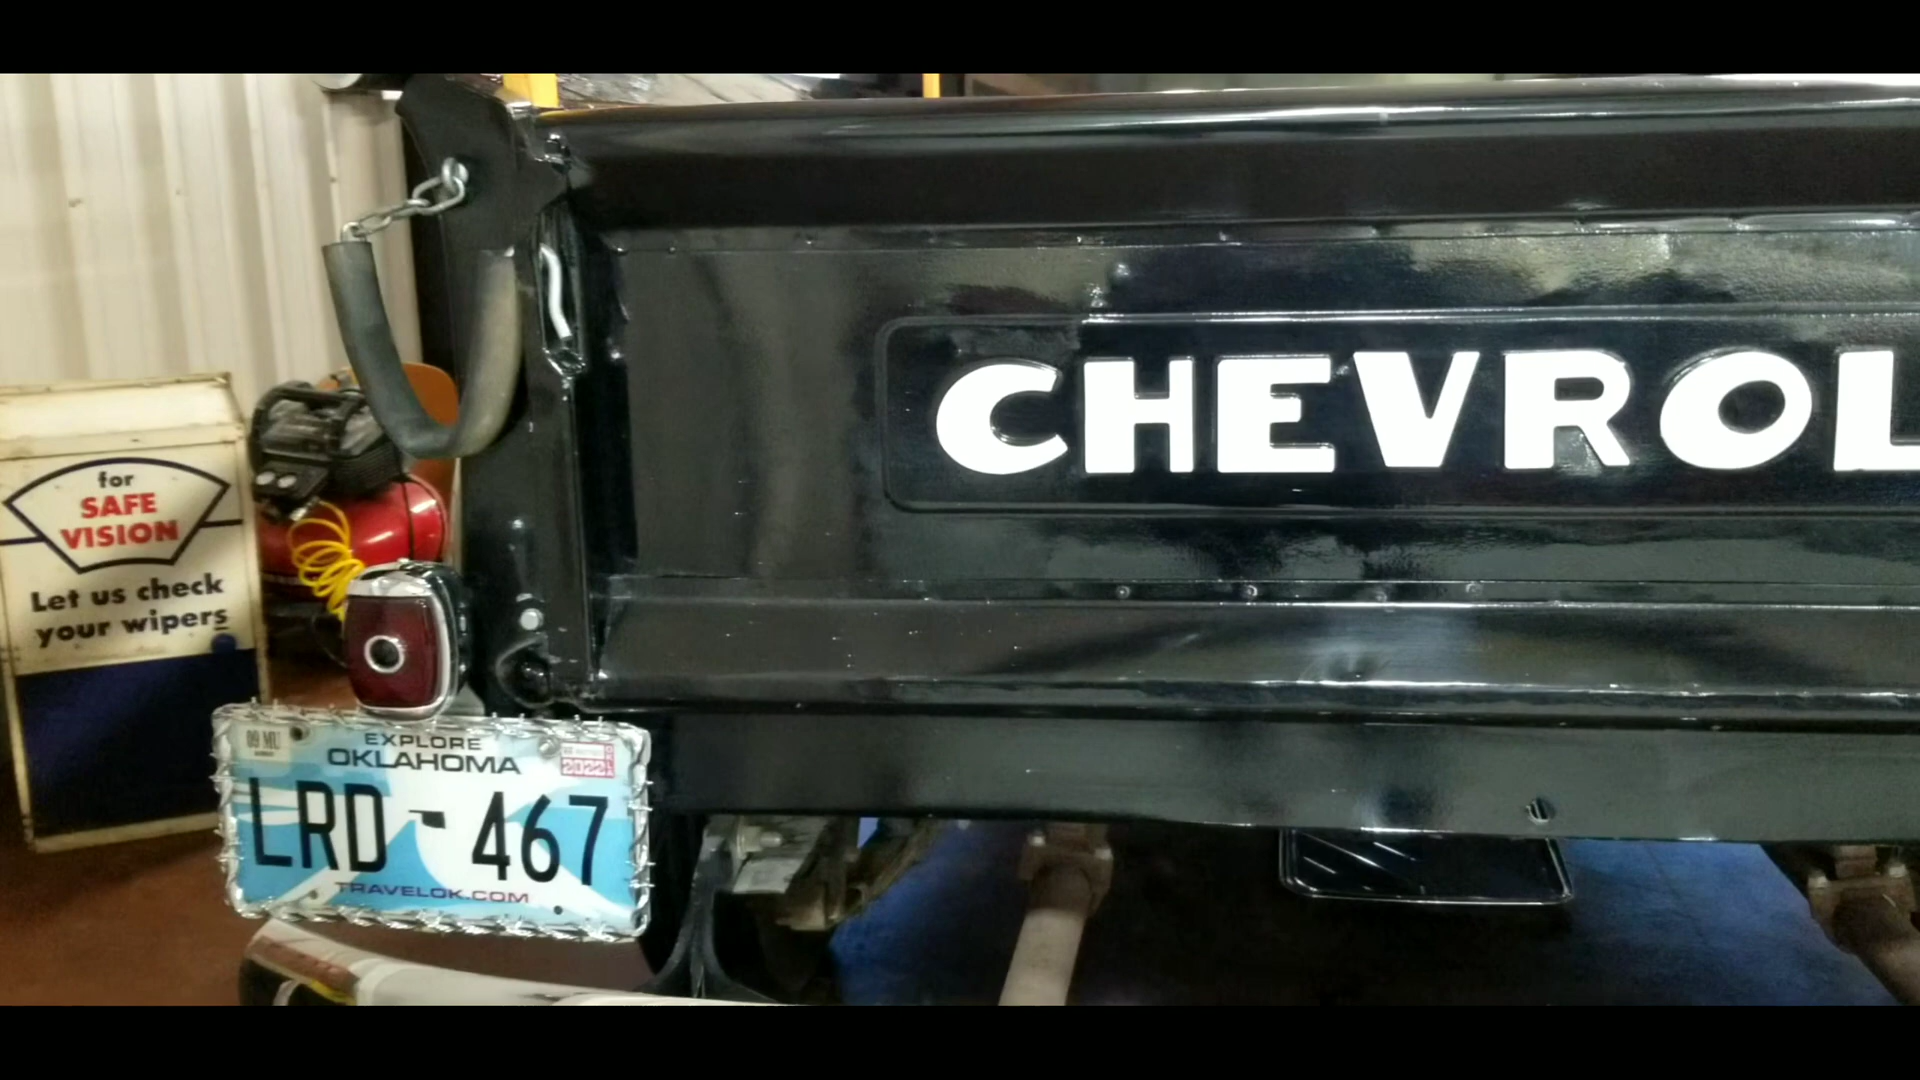 CHEVROL
for
SAFE
VISION
Let us check
your wipers
EXPLORE
OKLAHOMA
2022
LRD-467
TRAVELOK.COM